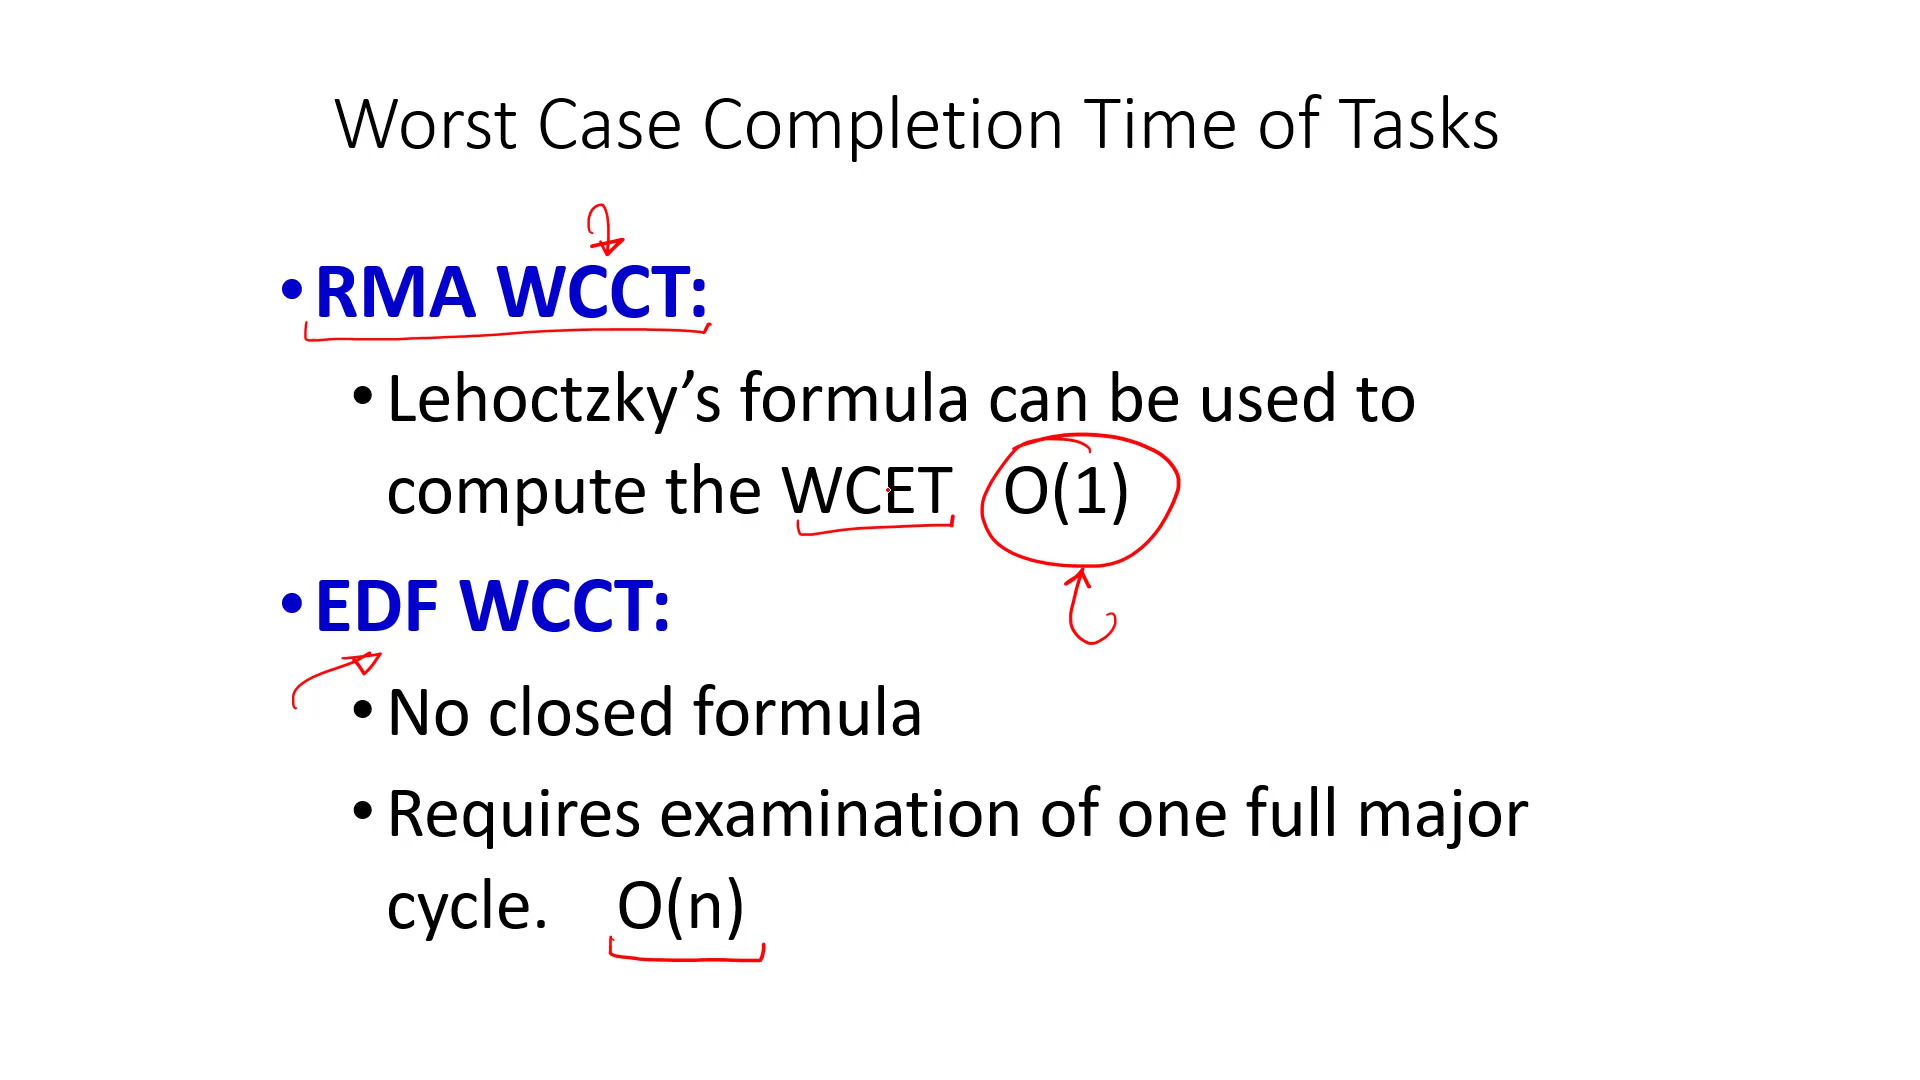 Worst Case Completion Time of Tasks
• RMA WCCT:
• Lehoctzky’s formula can be used to
compute the WCET O(1)
• EDF WCCT:
• No closed formula
• Requires examination of one full major
cycle. O(n)